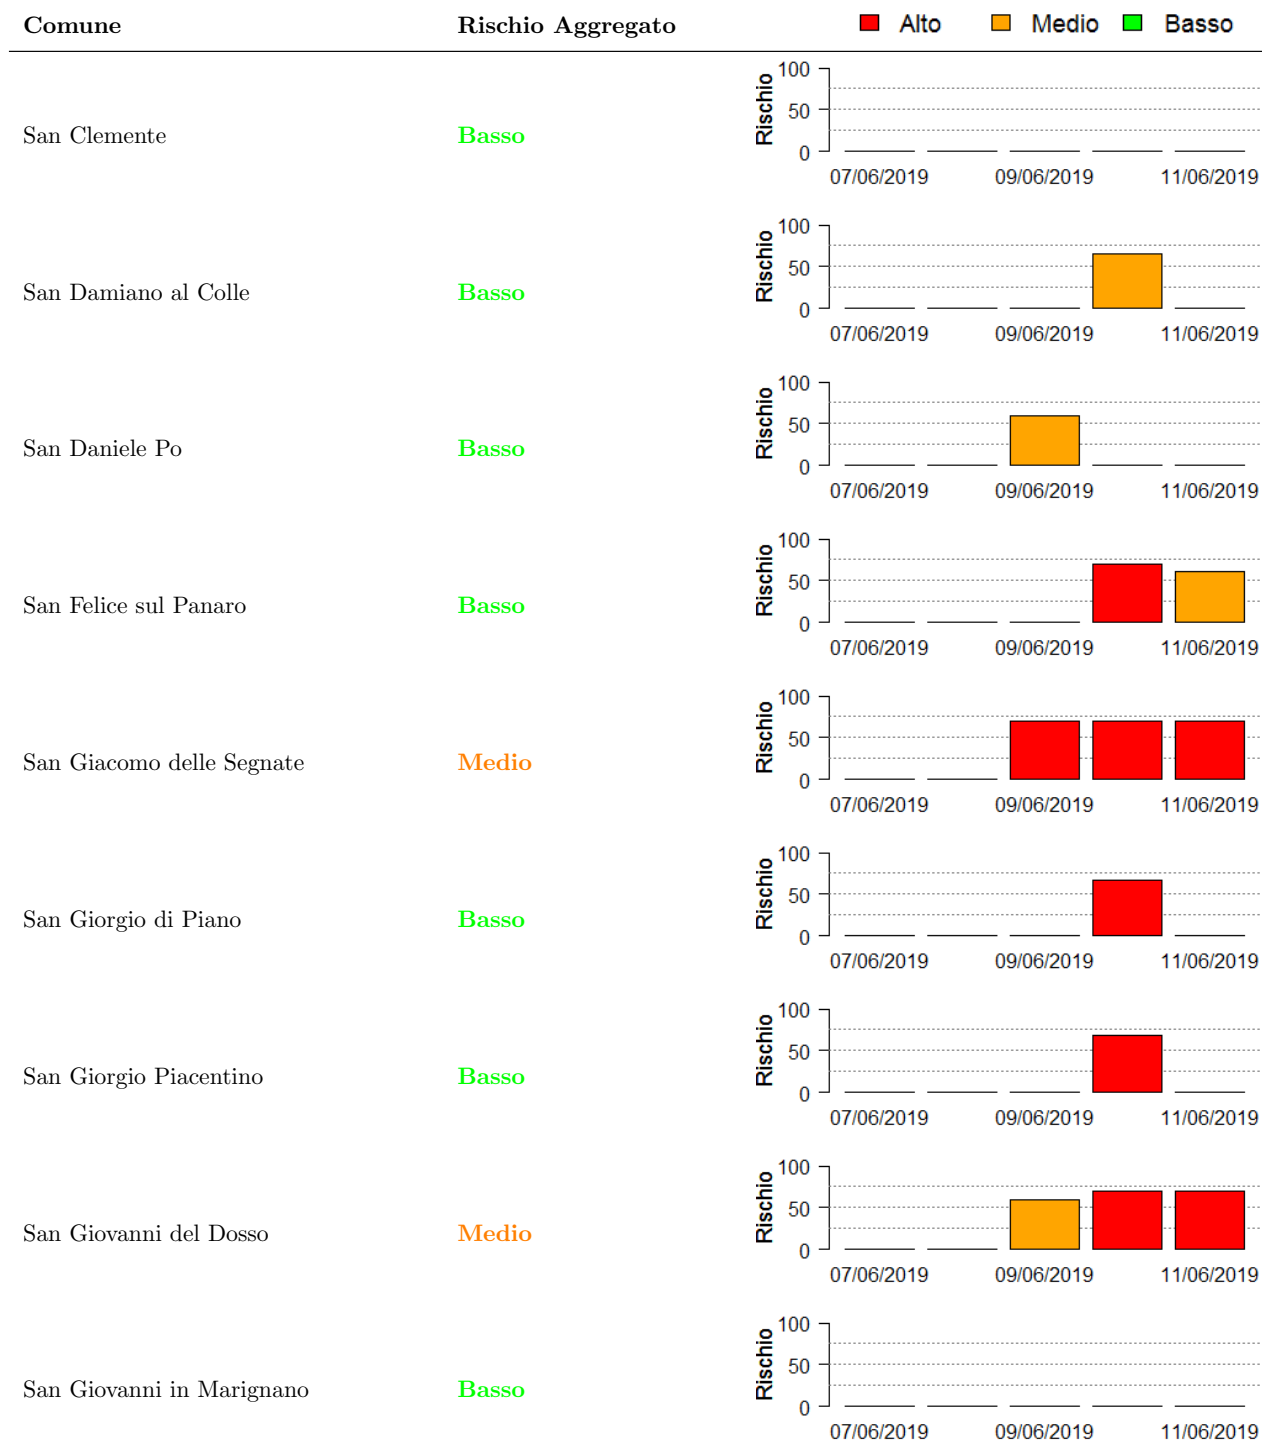 Comune Rischio Aggregato Alto Medio Basso
100
50
0
Rischio
San Clemente Basso
07/06/2019 09/06/2019 11/06/2019
100
50
0
Rischio
San Damiano al Colle Basso
07/06/2019 09/06/2019 11/06/2019
100
50
0
Rischio
San Daniele Po Basso
07/06/2019 09/06/2019 11/06/2019
100
50
0
Rischio
San Felice sul Panaro Basso
07/06/2019 09/06/2019 11/06/2019
100
50
0
Rischio
San Giacomo delle Segnate Medio
07/06/2019 09/06/2019 11/06/2019
100
50
0
Rischio
San Giorgio di Piano Basso
07/06/2019 09/06/2019 11/06/2019
100
50
0
Rischio
San Giorgio Piacentino Basso
07/06/2019 09/06/2019 11/06/2019
100
50
0
Rischio
San Giovanni del Dosso Medio
07/06/2019 09/06/2019 11/06/2019
100
50
0
Rischio
San Giovanni in Marignano Basso
07/06/2019 09/06/2019 11/06/2019